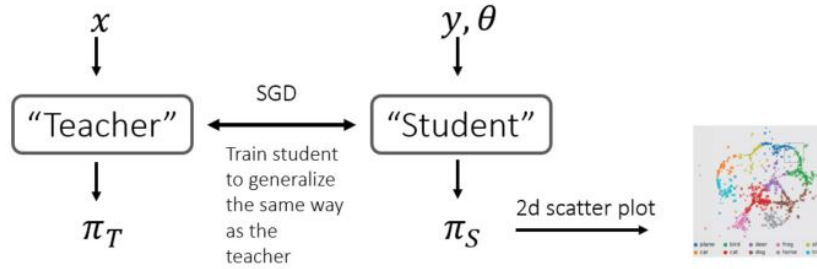 x
y, θ
SGD
"Teacher"
"Student"
Train student
to generalize
the same way
as the
teacher
π_T
π_S
2d scatter plot
plane bird deer frog
car cat dog horse